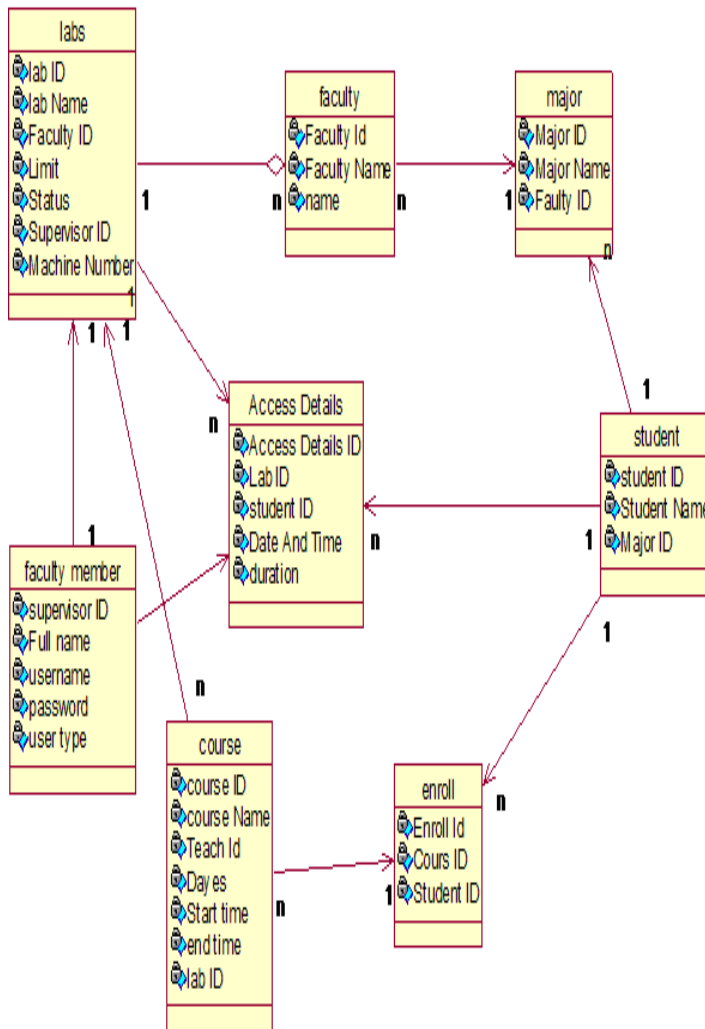 labs
lab ID
lab Name
Faculty ID
Limit
Status
Supervisor ID
Machine Number
faculty
Faculty Id
Faculty Name
name
major
Major ID
Major Name
Faulty ID
1
n
n
1
n
1
1
1
1
n
Access Details
Access Details ID
Lab ID
student ID
Date And Time
duration
n
1
student
student ID
Student Name
Major ID
1
1
faculty member
supervisor ID
Full name
username
password
user type
n
course
course ID
course Name
Teach Id
Dayes
Start time
end time
lab ID
n
1
enroll
Enroll Id
Cours ID
Student ID
n